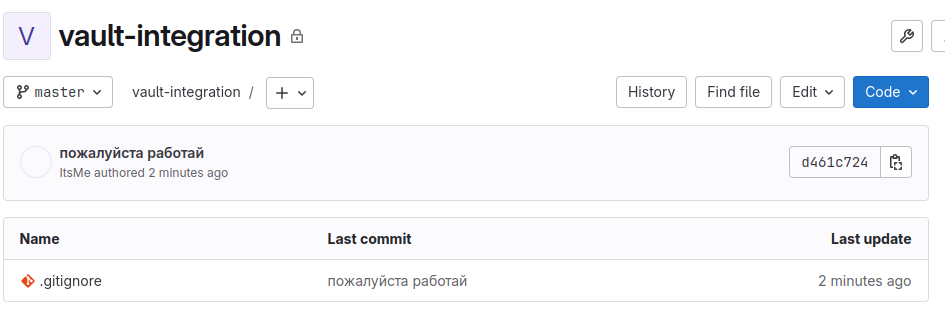 V vault-integration
master vault-integration / + History Find file Edit Code
пожалуйста работай
ItsMe authored 2 minutes ago
d461c724
Name Last commit Last update
.gitignore пожалуйста работай 2 minutes ago